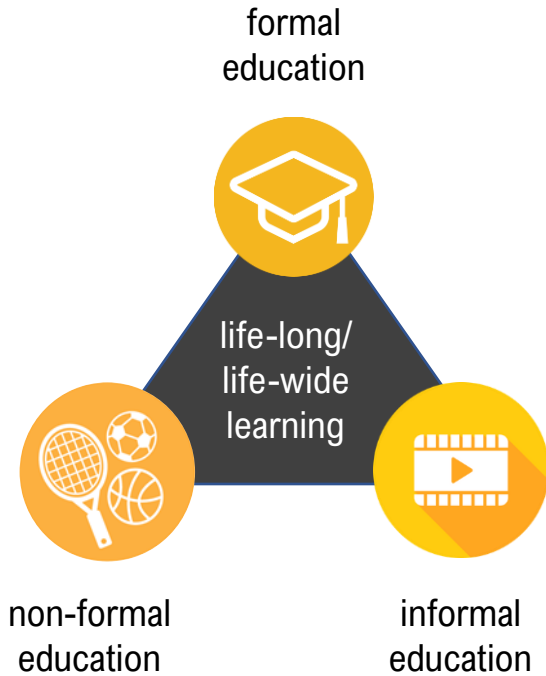 formal
education
life-long/
life-wide
learning
non-formal
education
informal
education